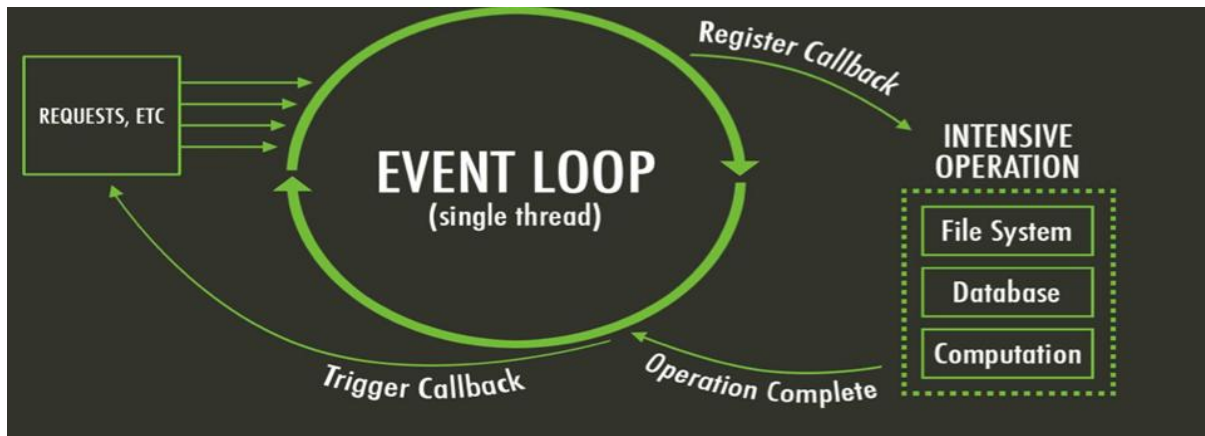 REQUESTS, ETC
EVENT LOOP
(single thread)
Register Callback
INTENSIVE
OPERATION
File System
Database
Computation
Operation Complete
Trigger Callback